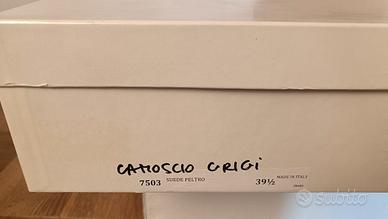 CAMOSCIO GRIGI
7503 SUEDE PELTRO 39½ MADE IN ITALY
subito